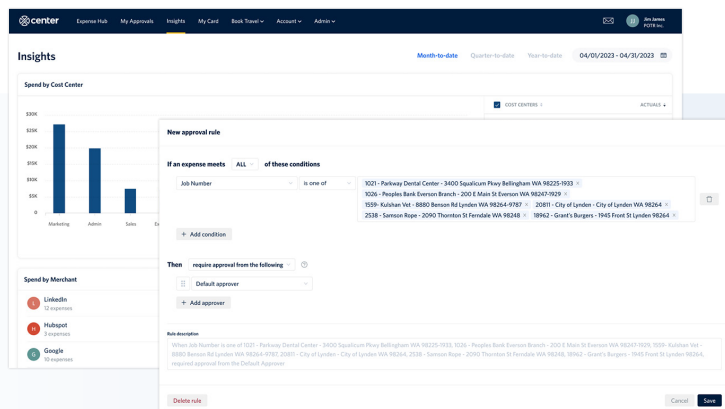 center
Expense Hub
My Approvals
Insights
My Card
Book Travel
Account
Admin
JJ
Jim James
POTR Inc.
Insights
Month-to-date
Quarter-to-date
Year-to-date
04/01/2023 - 04/31/2023
Spend by Cost Center
COST CENTERS
ACTUALS
$30K
$25K
$20K
$15K
$10K
$5K
0
Marketing
Admin
Sales
Spend by Merchant
L
LinkedIn
12 expenses
H
Hubspot
3 expenses
G
Google
10 expenses
New approval rule
If an expense meets ALL of these conditions
Job Number
is one of
1021 - Parkway Dental Center - 3400 Squalicum Pkwy Bellingham WA 98225-1933 ×
1026 - Peoples Bank Everson Branch - 200 E Main St Everson WA 98247-1929 ×
1559- Kulshan Vet - 8880 Benson Rd Lynden WA 98264-9787 × 20811 - City of Lynden - City of Lynden WA 98264 ×
2538 - Samson Rope - 2090 Thornton St Ferndale WA 98248 × 18962 - Grant's Burgers - 1945 Front St Lynden 98264 ×
+ Add condition
Then require approval from the following
Default approver
+ Add approver
Rule description
When Job Number is one of 1021 - Parkway Dental Center - 3400 Squalicum Pkwy Bellingham WA 98225-1933, 1026 - Peoples Bank Everson Branch - 200 E Main St Everson WA 98247-1929, 1559- Kulshan Vet -
8880 Benson Rd Lynden WA 98264-9787, 20811 - City of Lynden - City of Lynden WA 98264, 2538 - Samson Rope - 2090 Thornton St Ferndale WA 98248, 18962 - Grant's Burgers - 1945 Front St Lynden 98264,
required approval from the Default Approver
Delete rule
Cancel
Save